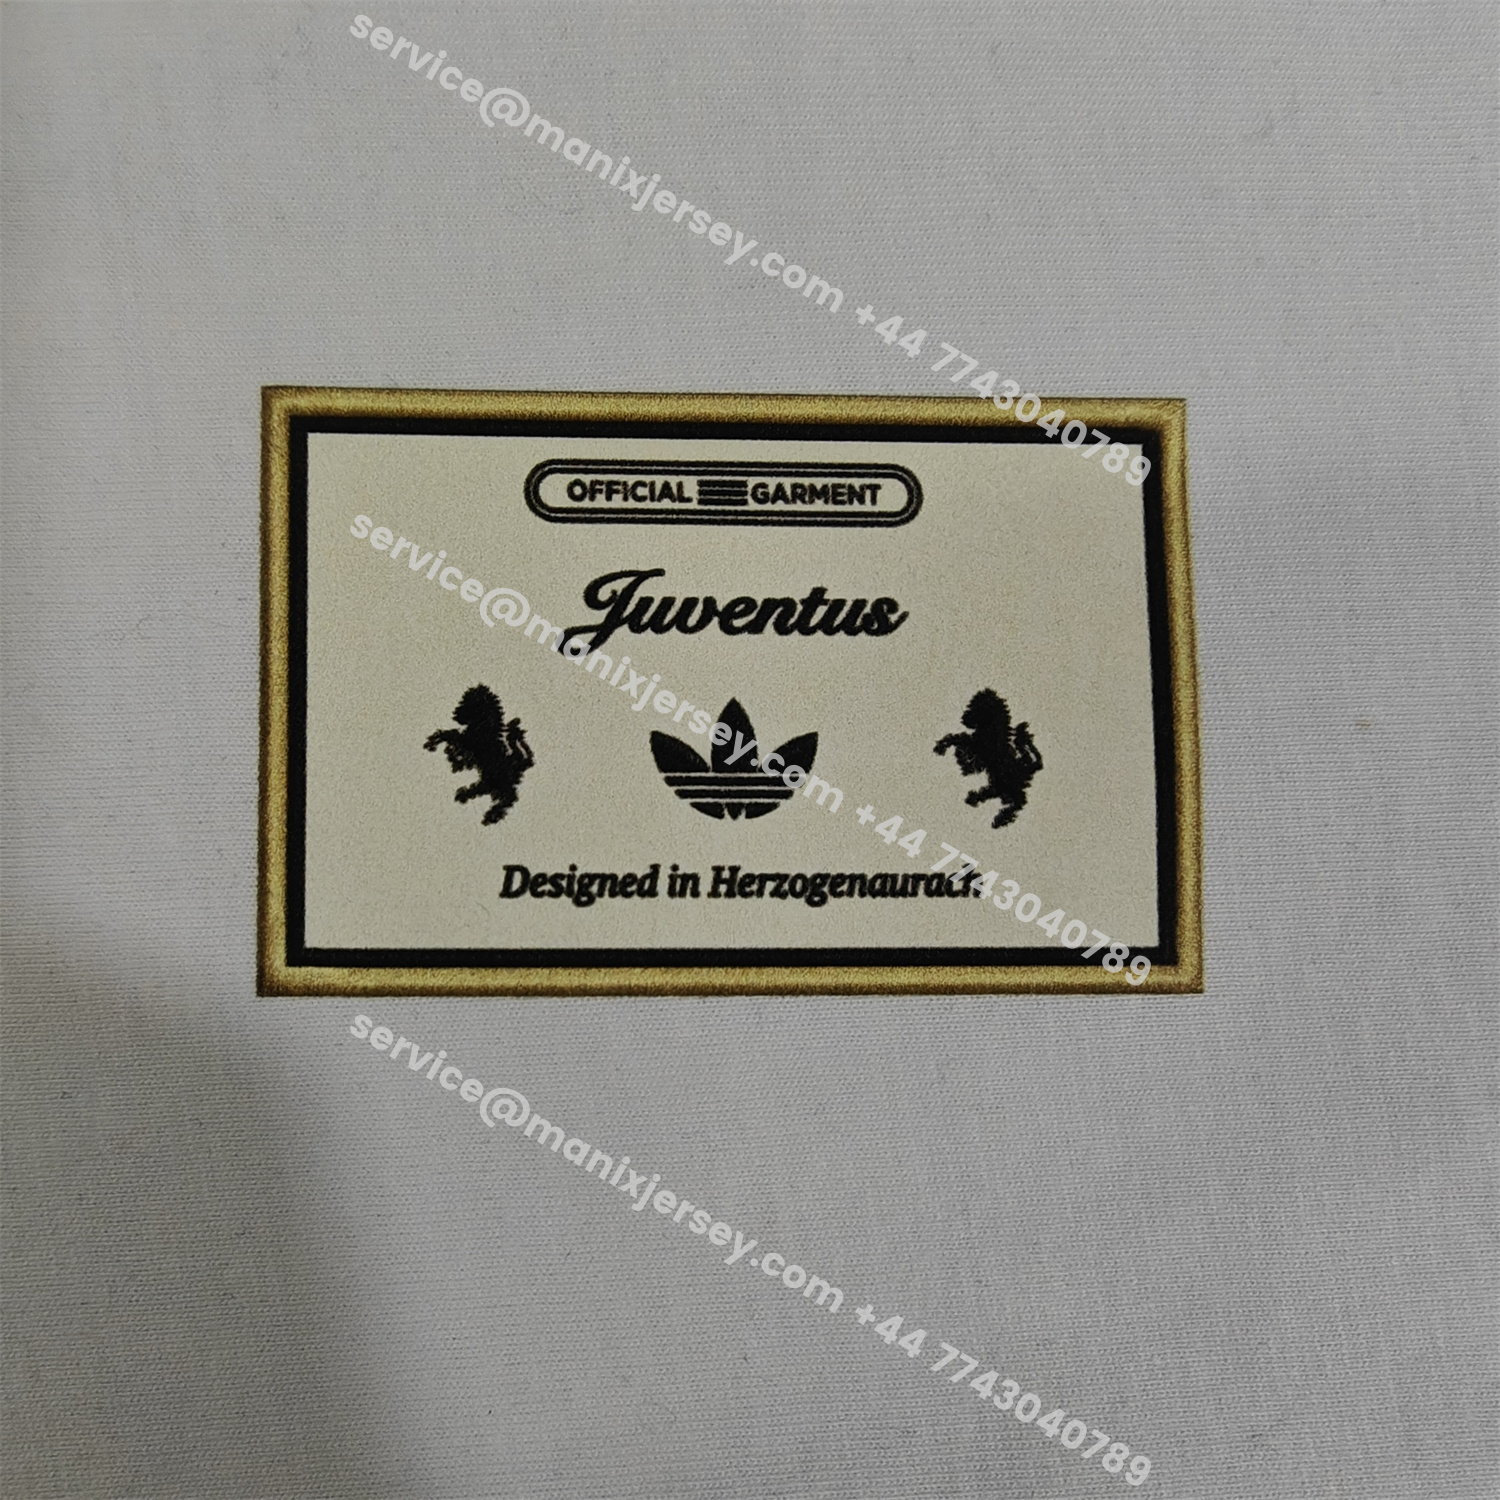 service@manixjersey.com +44 7743040789
OFFICIAL GARMENT
Juventus
service@manixjersey.com +44 7743040789
Designed in Herzogenaurach
service@manixjersey.com +44 7743040789